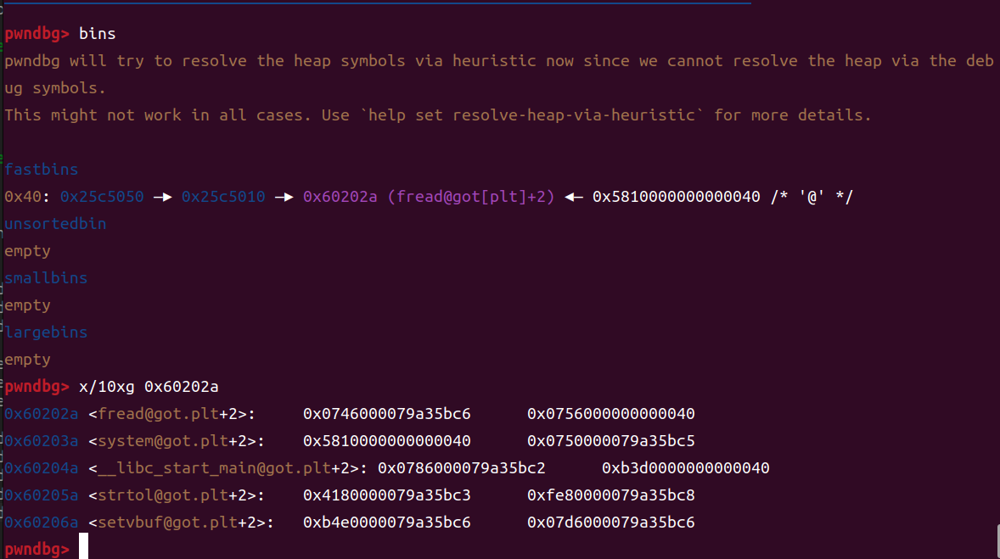 pwndbg> bins
pwndbg will try to resolve the heap symbols via heuristic now since we cannot resolve the heap via the deb
ug symbols.
This might not work in all cases. Use `help set resolve-heap-via-heuristic` for more details.
fastbins
0x40: 0x25c5050 —▸ 0x25c5010 —▸ 0x60202a (fread@got[plt]+2) ◂— 0x5810000000000040 /* '@' */
unsortedbin
empty
smallbins
empty
largebins
empty
pwndbg> x/10xg 0x60202a
0x60202a <fread@got.plt+2>: 0x0746000079a35bc6 0x0756000000000040
0x60203a <system@got.plt+2>: 0x5810000000000040 0x0750000079a35bc5
0x60204a <__libc_start_main@got.plt+2>: 0x0786000079a35bc2 0xb3d0000000000040
0x60205a <strtol@got.plt+2>: 0x4180000079a35bc3 0xfe80000079a35bc8
0x60206a <setvbuf@got.plt+2>: 0xb4e0000079a35bc6 0x07d6000079a35bc6
pwndbg>